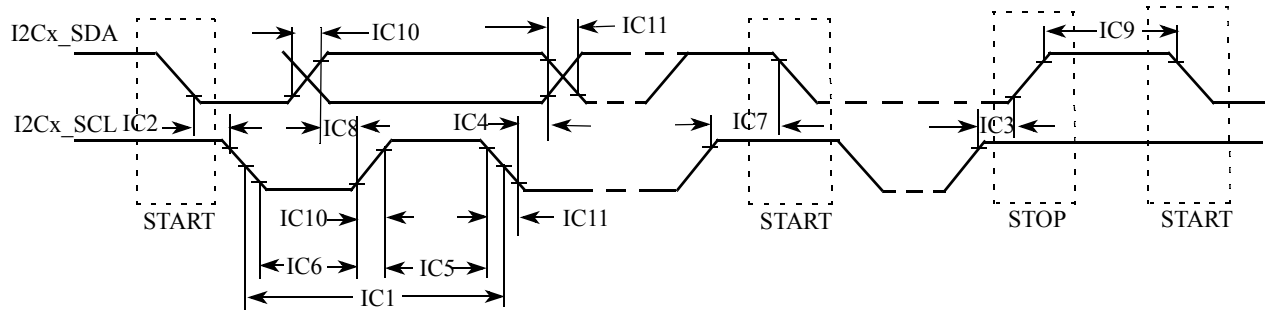 I2Cx_SDA
IC10
IC11
IC9
I2Cx_SCL
IC2
IC8
IC4
IC7
IC3
START
IC10
IC11
START
STOP
START
IC6
IC5
IC1